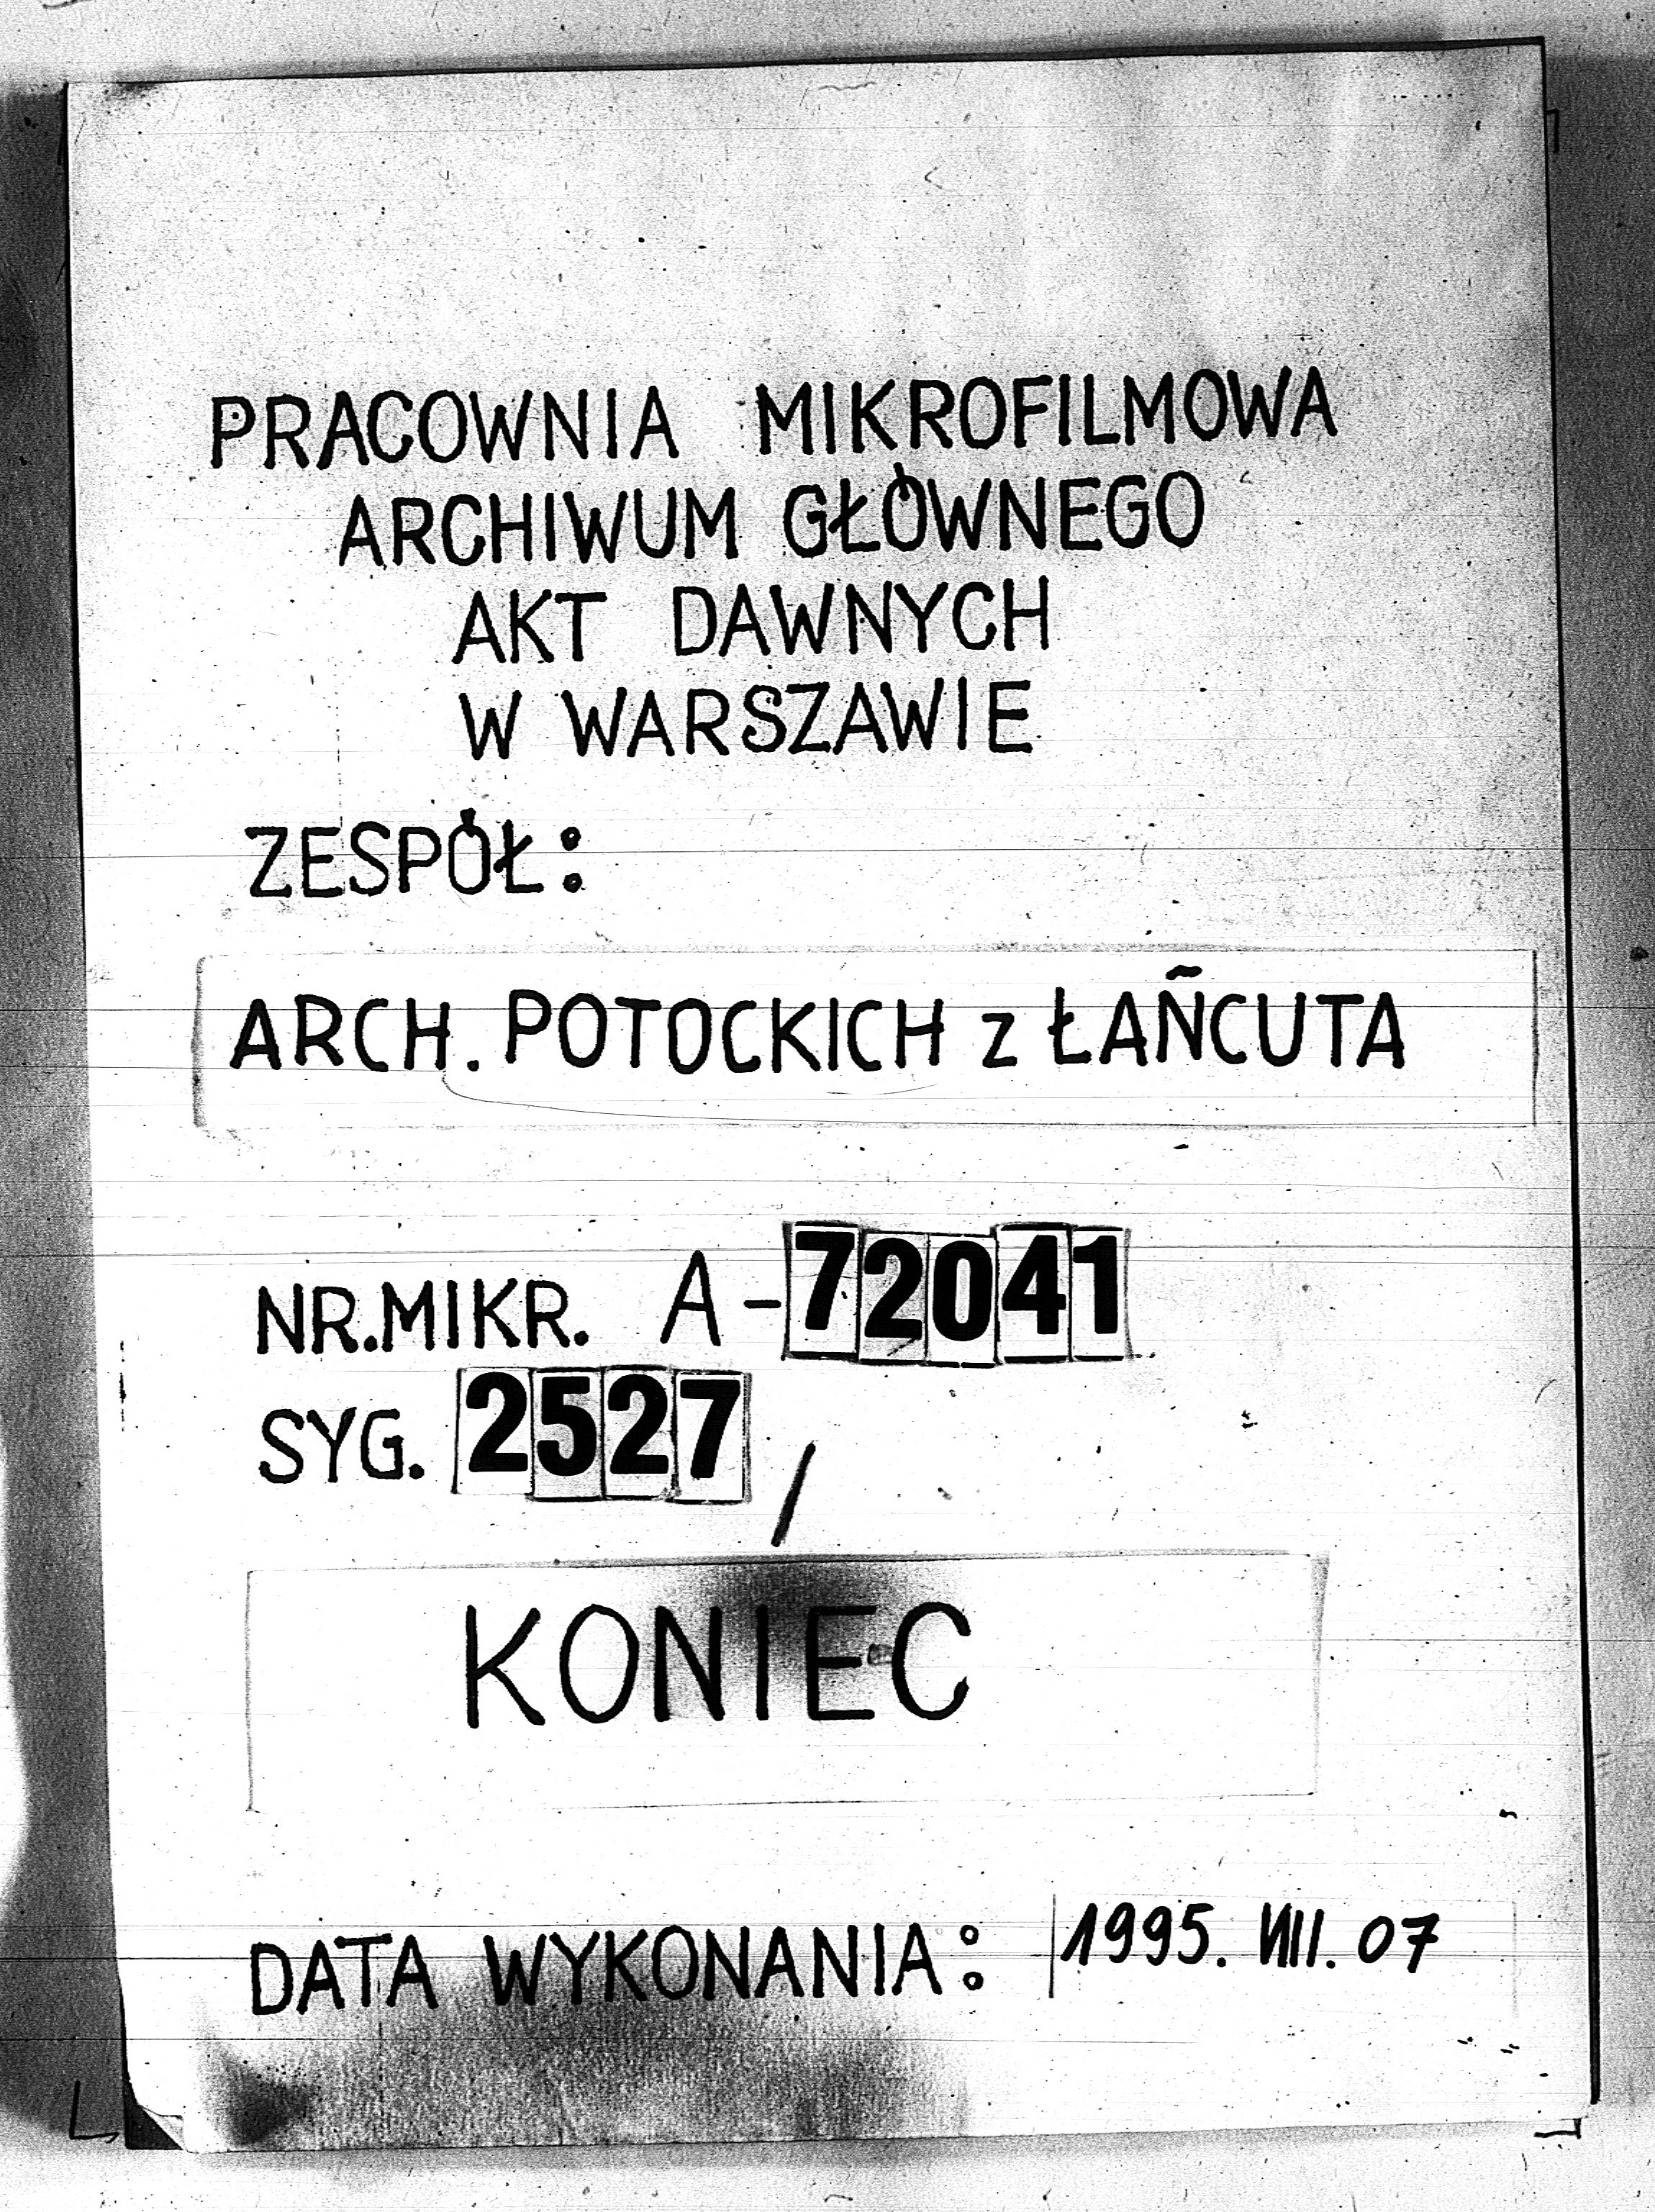 PRACOWNIA MIKROFILMOWA
ARCHIWUM GŁÓWNEGO
AKT DAWNYCH
W WARSZAWIE
ZESPÓŁ:
ARCH. POTOCKICH z ŁAÑCUTA
NR.MIKR. A-72041
SYG. 2527/
KONIEC
DATA WYKONANIA: 1995. VIII. 07